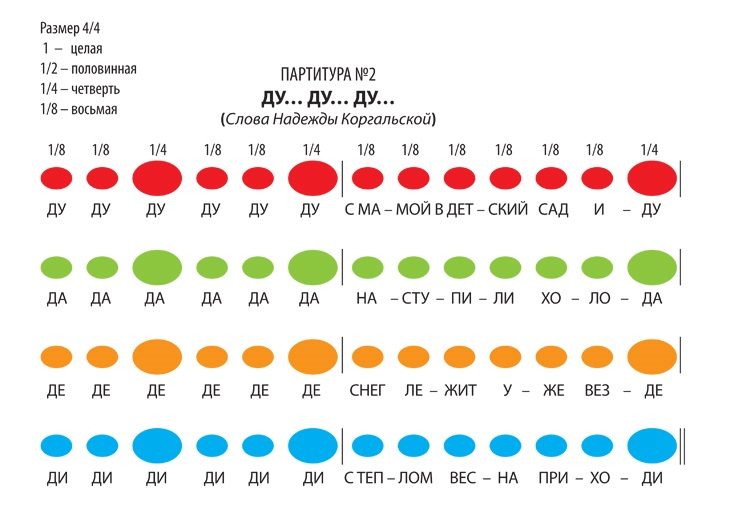 Размер 4/4
1 – целая
1/2 – половинная
1/4 – четверть
1/8 – восьмая
ПАРТИТУРА №2
ДУ... ДУ... ДУ...
(Слова Надежды Коргальской)
1/8 1/8 1/4 1/8 1/8 1/4 1/8 1/8 1/8 1/8 1/8 1/8 1/4
ДУ ДУ ДУ ДУ ДУ ДУ С МА – МОЙ В ДЕТ – СКИЙ САД И – ДУ
ДА ДА ДА ДА ДА ДА НА – СТУ – ПИ – ЛИ ХО – ЛО – ДА
ДЕ ДЕ ДЕ ДЕ ДЕ ДЕ СНЕГ ЛЕ – ЖИТ У – ЖЕ ВЕЗ – ДЕ
ДИ ДИ ДИ ДИ ДИ ДИ С ТЕП – ЛОМ ВЕС – НА ПРИ – ХО – ДИ